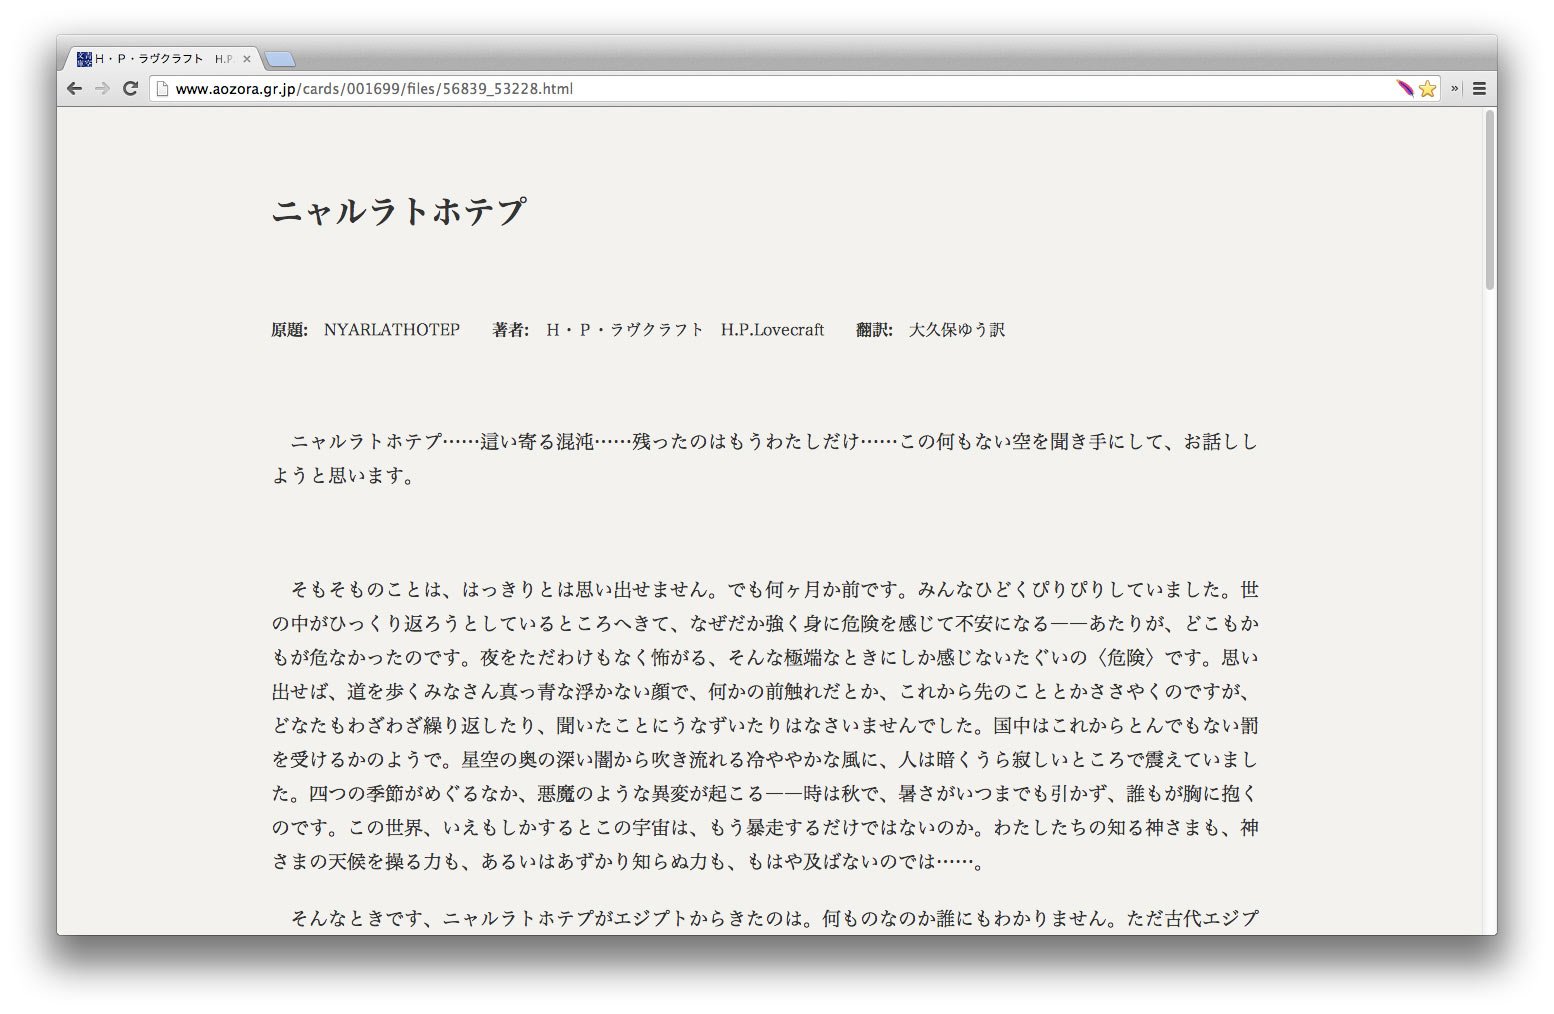 Ｈ・Ｐ・ラヴクラフト　H.P.
www.aozora.gr.jp/cards/001699/files/56839_53228.html
ニャルラトホテプ
原題:　NYARLATHOTEP　　著者:　Ｈ・Ｐ・ラヴクラフト　H.P.Lovecraft　　翻訳:　大久保ゆう訳
　ニャルラトホテプ……這い寄る混沌……残ったのはもうわたしだけ……この何もない空を聞き手にして、お話しし
ようと思います。
　そもそものことは、はっきりとは思い出せません。でも何ヶ月か前です。みんなひどくぴりぴりしていました。世
の中がひっくり返ろうとしているところへきて、なぜだか強く身に危険を感じて不安になる――あたりが、どこもか
もが危なかったのです。夜をただわけもなく怖がる、そんな極端なときにしか感じないたぐいの〈危険〉です。思い
出せば、道を歩くみなさん真っ青な浮かない顔で、何かの前触れだとか、これから先のこととかささやくのですが、
どなたもわざわざ繰り返したり、聞いたことにうなずいたりはなさいませんでした。国中はこれからとんでもない罰
を受けるかのようで。星空の奥の深い闇から吹き流れる冷ややかな風に、人は暗くうら寂しいところで震えていまし
た。四つの季節がめぐるなか、悪魔のような異変が起こる――時は秋で、暑さがいつまでも引かず、誰もが胸に抱く
のです。この世界、いえもしかするとこの宇宙は、もう暴走するだけではないのか。わたしたちの知る神さまも、神
さまの天候を操る力も、あるいはあずかり知らぬ力も、もはや及ばないのでは……。
　そんなときです、ニャルラトホテプがエジプトからきたのは。何ものなのか誰にもわかりません。ただ古代エジプ